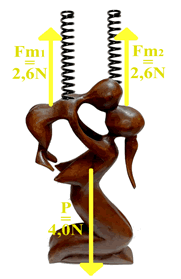 Fm₁
=
2,6N
Fm₂
=
2,6N
P
=
4,0N